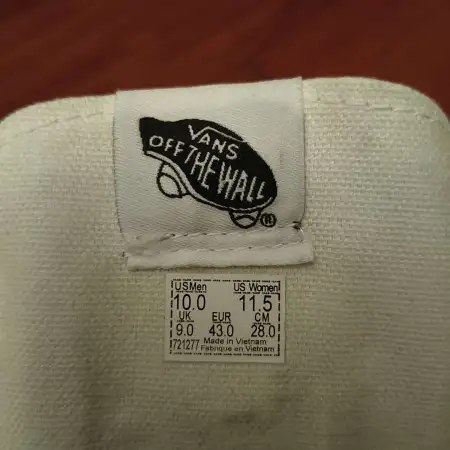 VANS
OFF THE WALL
®
US Men US Women
10.0 11.5
UK EUR CM
9.0 43.0 28.0
721277 Made in Vietnam
Fabriqué en Vietnam